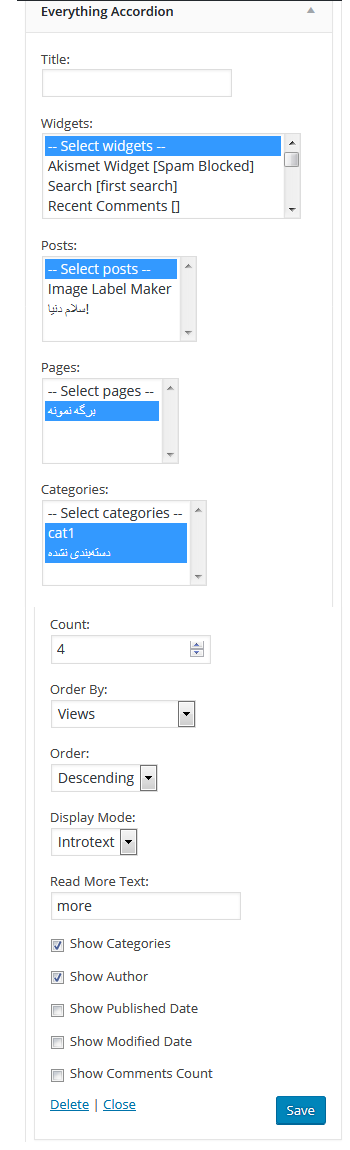 Everything Accordion
Title:
Widgets:
-- Select widgets --
Akismet Widget [Spam Blocked]
Search [first search]
Recent Comments []
Posts:
-- Select posts --
Image Label Maker
سلام دنیا!
Pages:
-- Select pages --
برگه نمونه
Categories:
-- Select categories --
cat1
دسته‌بندی نشده
Count:
4
Order By:
Views
Order:
Descending
Display Mode:
Introtext
Read More Text:
more
Show Categories
Show Author
Show Published Date
Show Modified Date
Show Comments Count
Delete | Close
Save